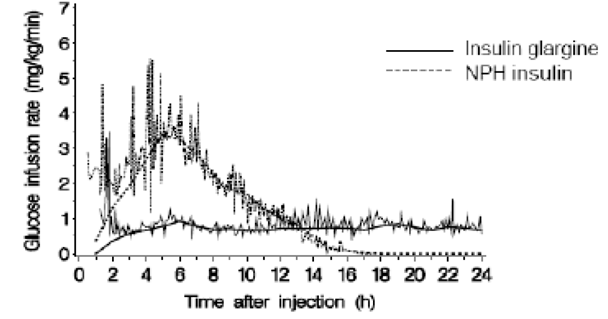 Glucose infusion rate (mg/kg/min)
7
6
5
4
3
2
1
0
Insulin glargine
NPH insulin
0 2 4 6 8 10 12 14 16 18 20 22 24
Time after injection (h)